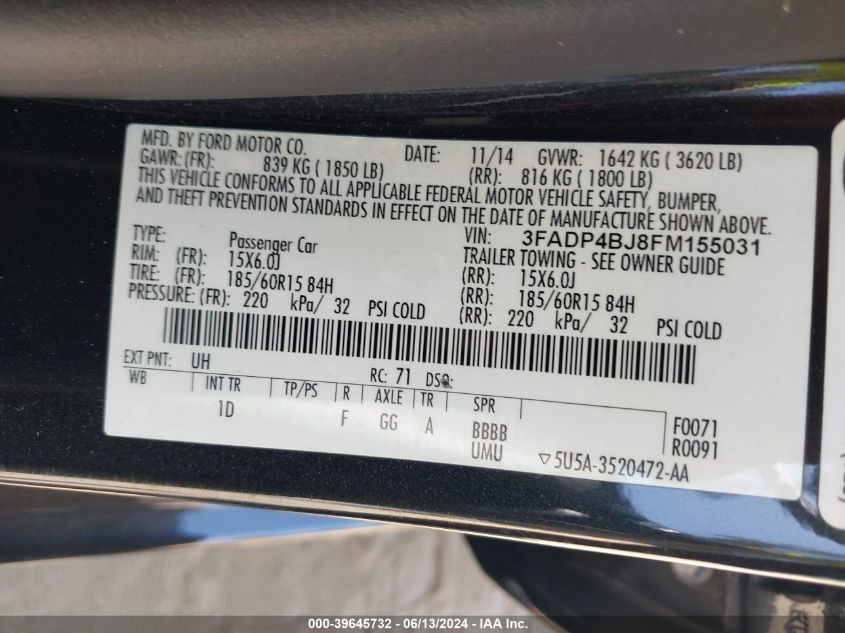 MFD. BY FORD MOTOR CO.
DATE: 11/14 GVWR: 1642 KG ( 3620 LB)
GAWR: (FR): 839 KG ( 1850 LB) (RR): 816 KG ( 1800 LB)
THIS VEHICLE CONFORMS TO ALL APPLICABLE FEDERAL MOTOR VEHICLE SAFETY, BUMPER,
AND THEFT PREVENTION STANDARDS IN EFFECT ON THE DATE OF MANUFACTURE SHOWN ABOVE.
VIN: 3FADP4BJ8FM155031
TYPE: Passenger Car TRAILER TOWING - SEE OWNER GUIDE
RIM: (FR): 15X6.0J (RR): 15X6.0J
TIRE: (FR): 185/60R15 84H (RR): 185/60R15 84H
PRESSURE: (FR): 220 kPa/ 32 PSI COLD (RR): 220 kPa/ 32 PSI COLD
EXT PNT: UH RC: 71 DSO:
WB INT TR TP/PS R AXLE TR SPR
1D F GG A BBBB F0071
UMU R0091
▽5U5A-3520472-AA
000-39645732 - 06/13/2024 - IAA Inc.